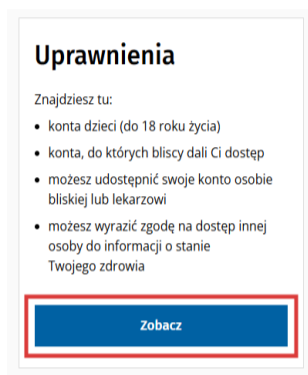 Uprawnienia
Znajdziesz tu:
• konta dzieci (do 18 roku życia)
• konta, do których bliscy dali Ci dostęp
• możesz udostępnić swoje konto osobie
bliskiej lub lekarzowi
• możesz wyrazić zgodę na dostęp innej
osoby do informacji o stanie
Twojego zdrowia
Zobacz